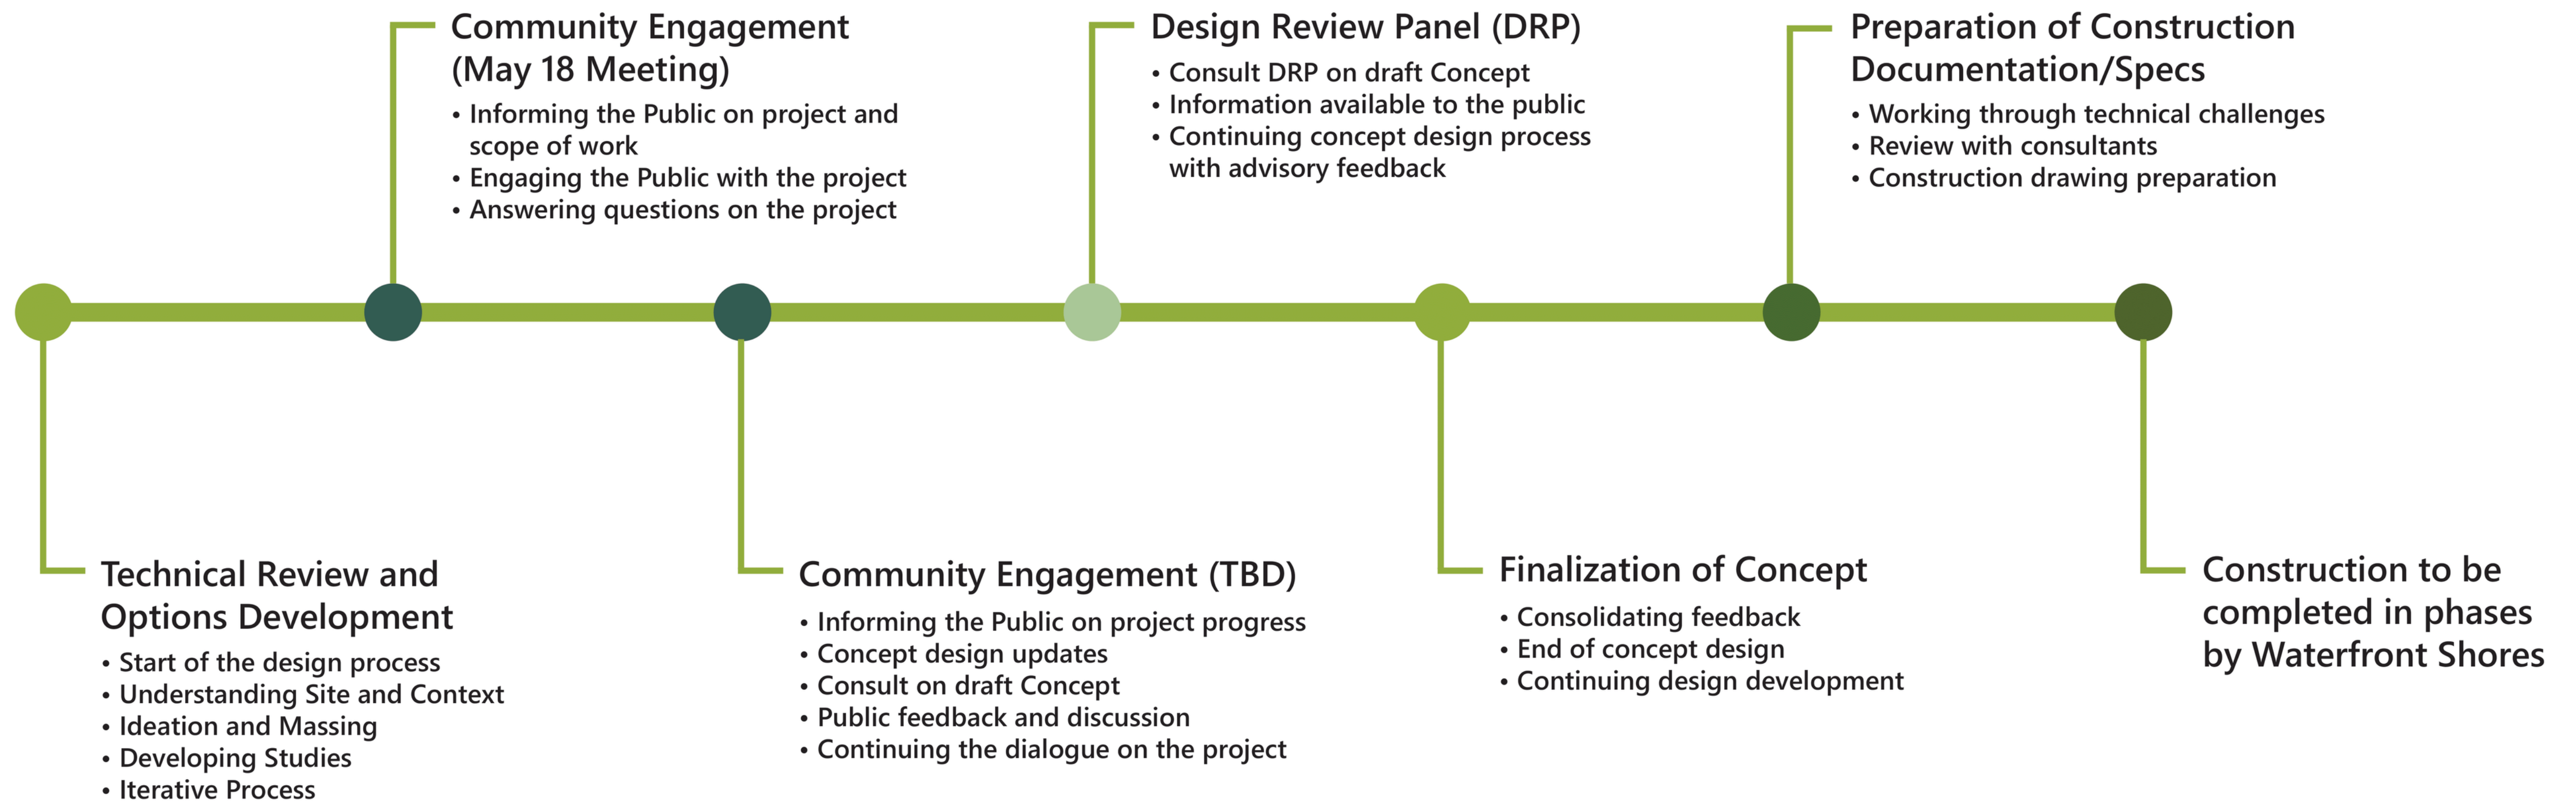 Community Engagement
(May 18 Meeting)
• Informing the Public on project and
scope of work
• Engaging the Public with the project
• Answering questions on the project
Design Review Panel (DRP)
• Consult DRP on draft Concept
• Information available to the public
• Continuing concept design process
with advisory feedback
Preparation of Construction
Documentation/Specs
• Working through technical challenges
• Review with consultants
• Construction drawing preparation
Technical Review and
Options Development
• Start of the design process
• Understanding Site and Context
• Ideation and Massing
• Developing Studies
• Iterative Process
Community Engagement (TBD)
• Informing the Public on project progress
• Concept design updates
• Consult on draft Concept
• Public feedback and discussion
• Continuing the dialogue on the project
Finalization of Concept
• Consolidating feedback
• End of concept design
• Continuing design development
Construction to be
completed in phases
by Waterfront Shores